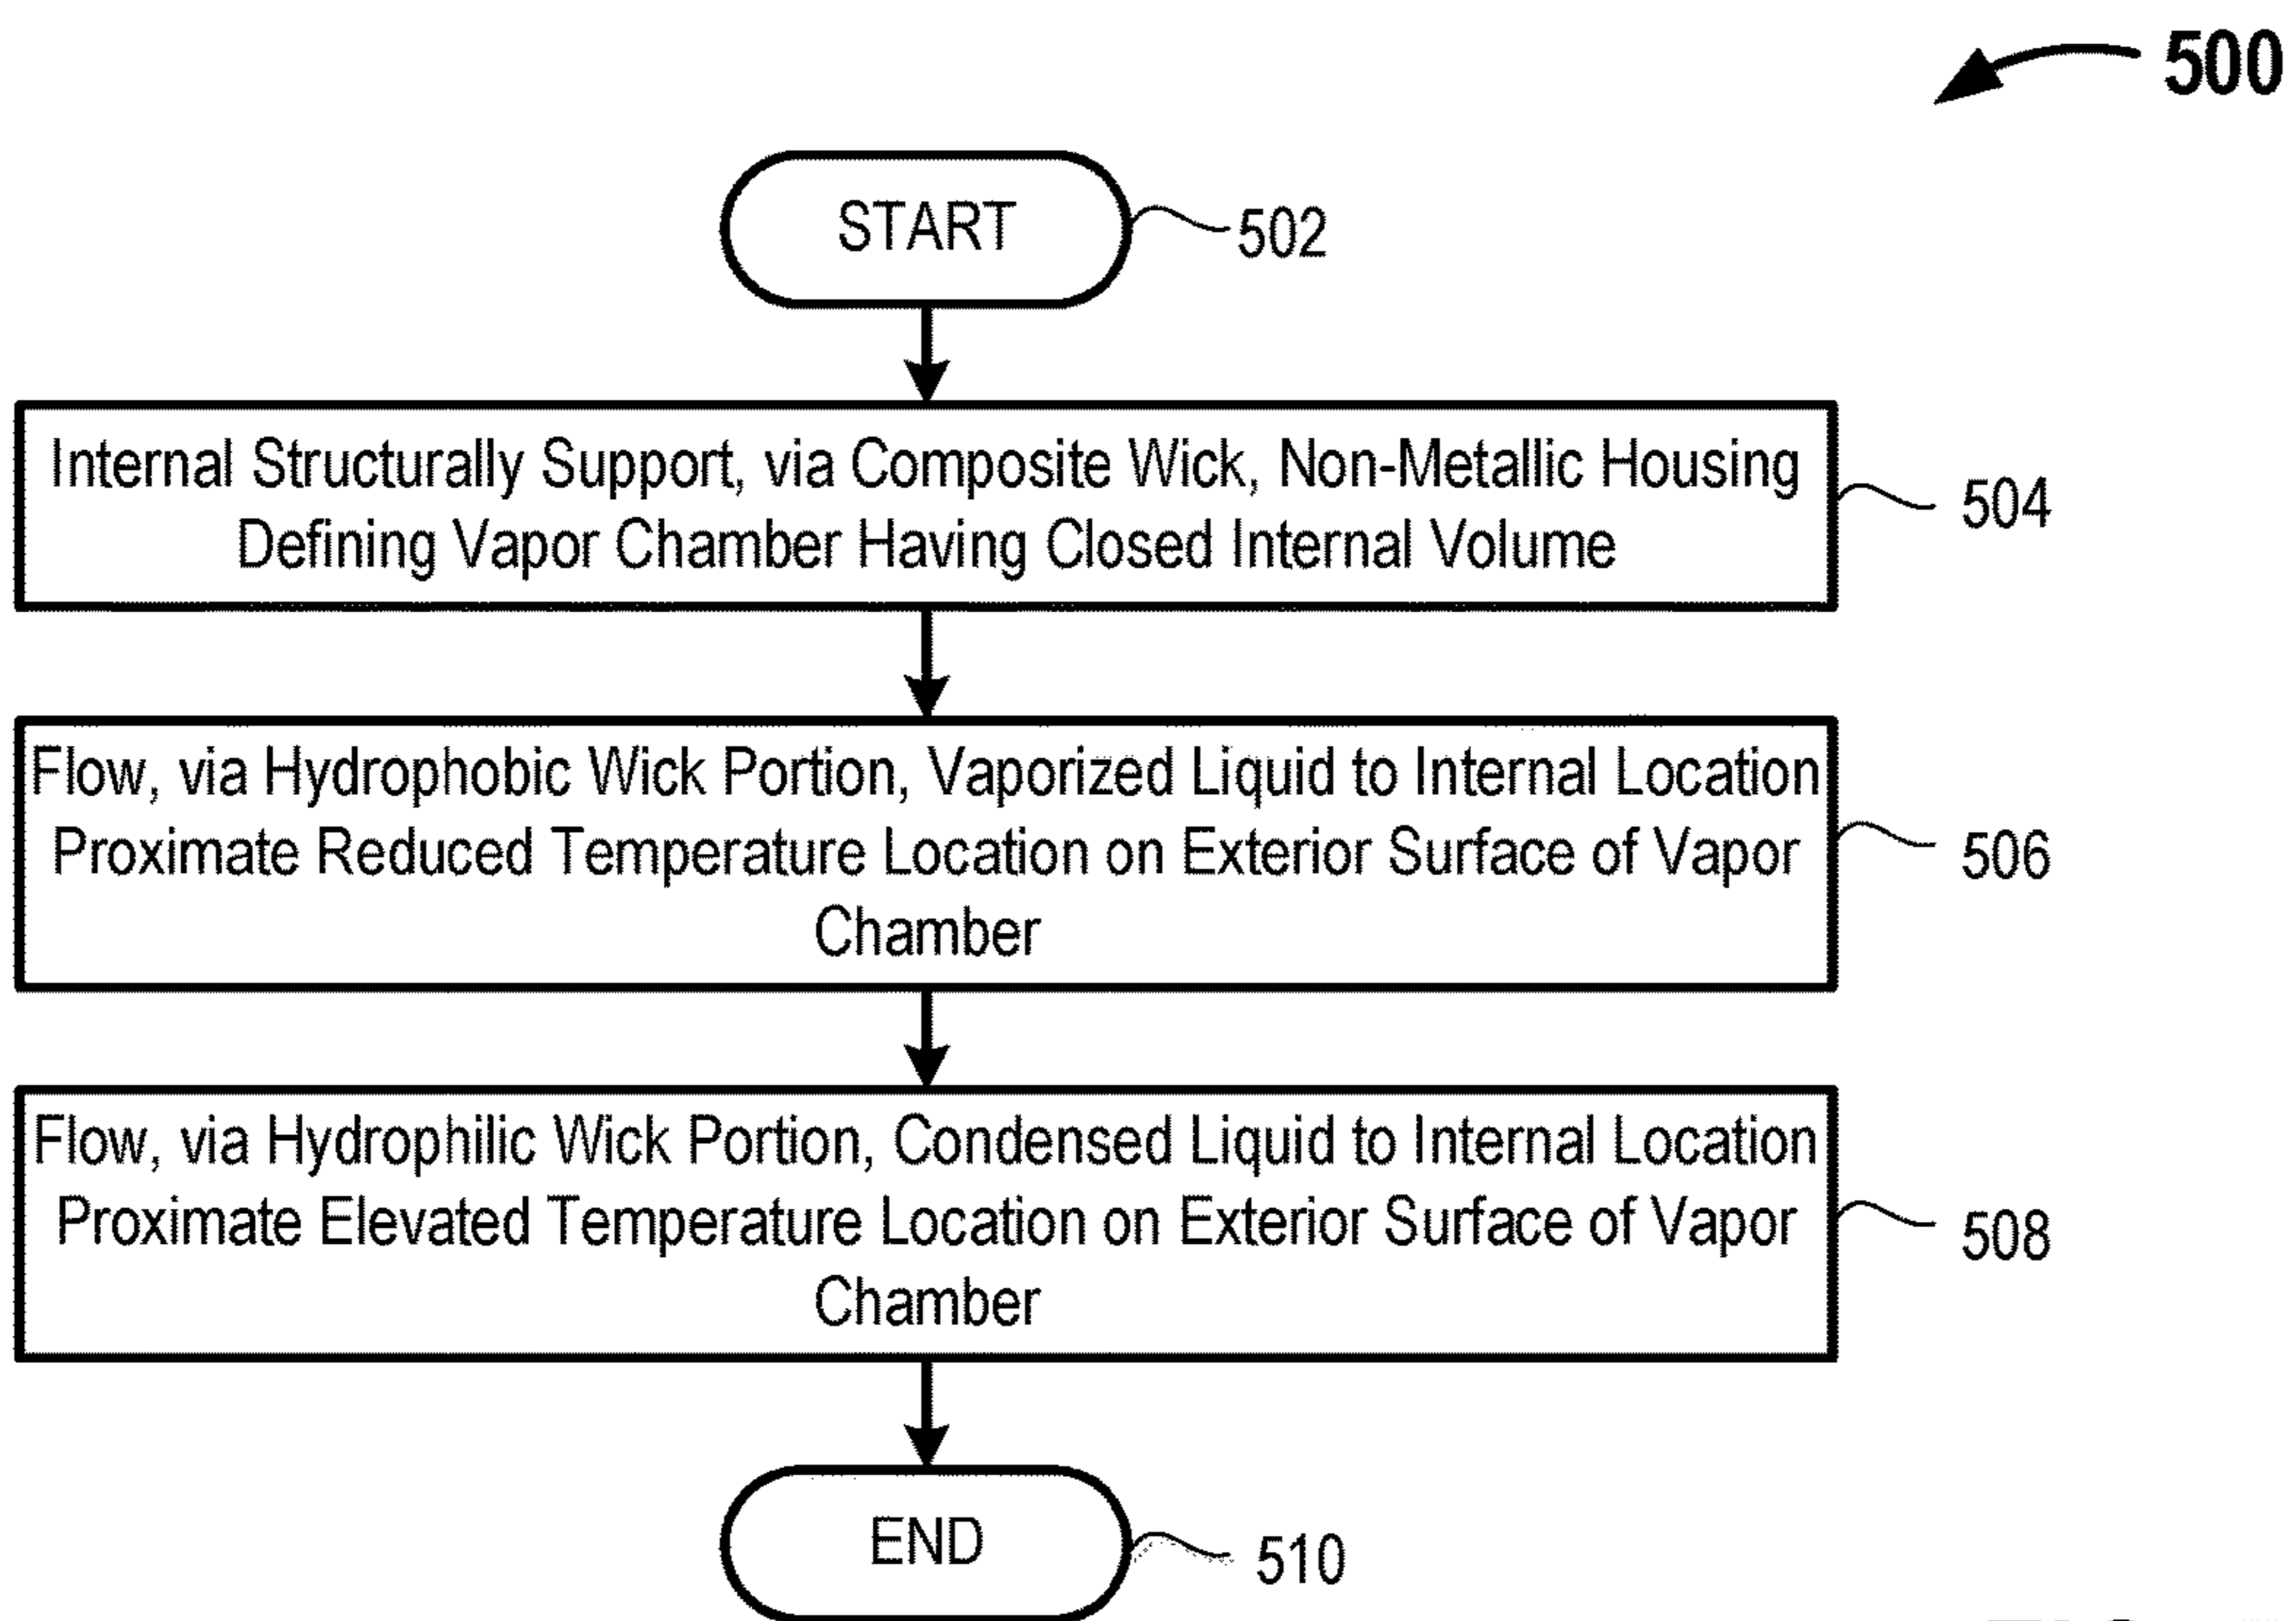 500
START
502
Internal Structurally Support, via Composite Wick, Non-Metallic Housing
Defining Vapor Chamber Having Closed Internal Volume
504
Flow, via Hydrophobic Wick Portion, Vaporized Liquid to Internal Location
Proximate Reduced Temperature Location on Exterior Surface of Vapor
Chamber
506
Flow, via Hydrophilic Wick Portion, Condensed Liquid to Internal Location
Proximate Elevated Temperature Location on Exterior Surface of Vapor
Chamber
508
END
510